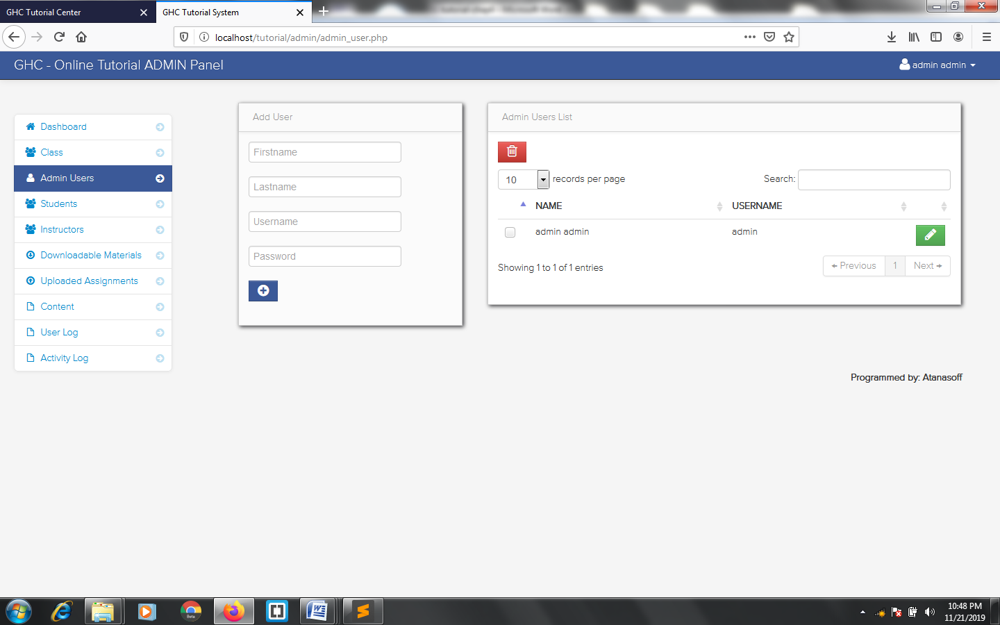 GHC Tutorial Center
GHC Tutorial System
localhost/tutorial/admin/admin_user.php
GHC - Online Tutorial ADMIN Panel
admin admin
Dashboard
Class
Admin Users
Students
Instructors
Downloadable Materials
Uploaded Assignments
Content
User Log
Activity Log
Add User
Firstname
Lastname
Username
Password
Admin Users List
10 records per page
Search:
NAME USERNAME
admin admin admin
Showing 1 to 1 of 1 entries
← Previous 1 Next →
Programmed by: Atanasoff
Beta
10:48 PM
11/21/2019